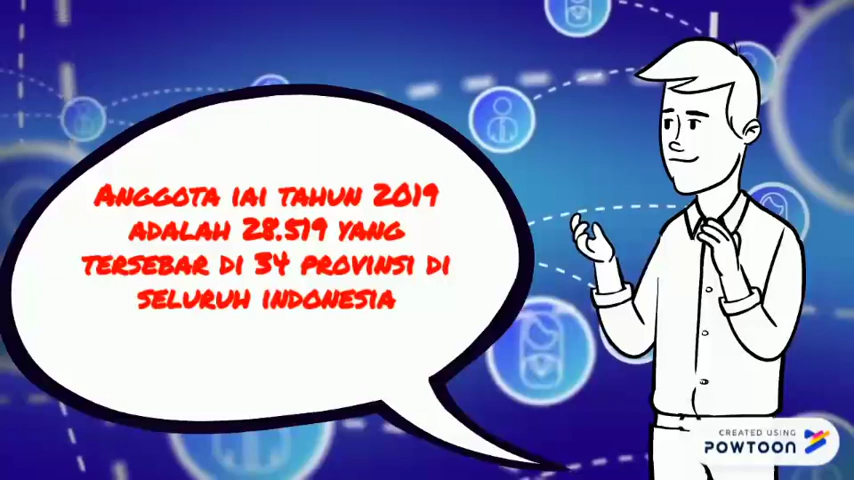 Anggota IAI tahun 2019
adalah 28.519 yang
tersebar di 34 provinsi di
seluruh Indonesia
CREATED USING
POWTOON